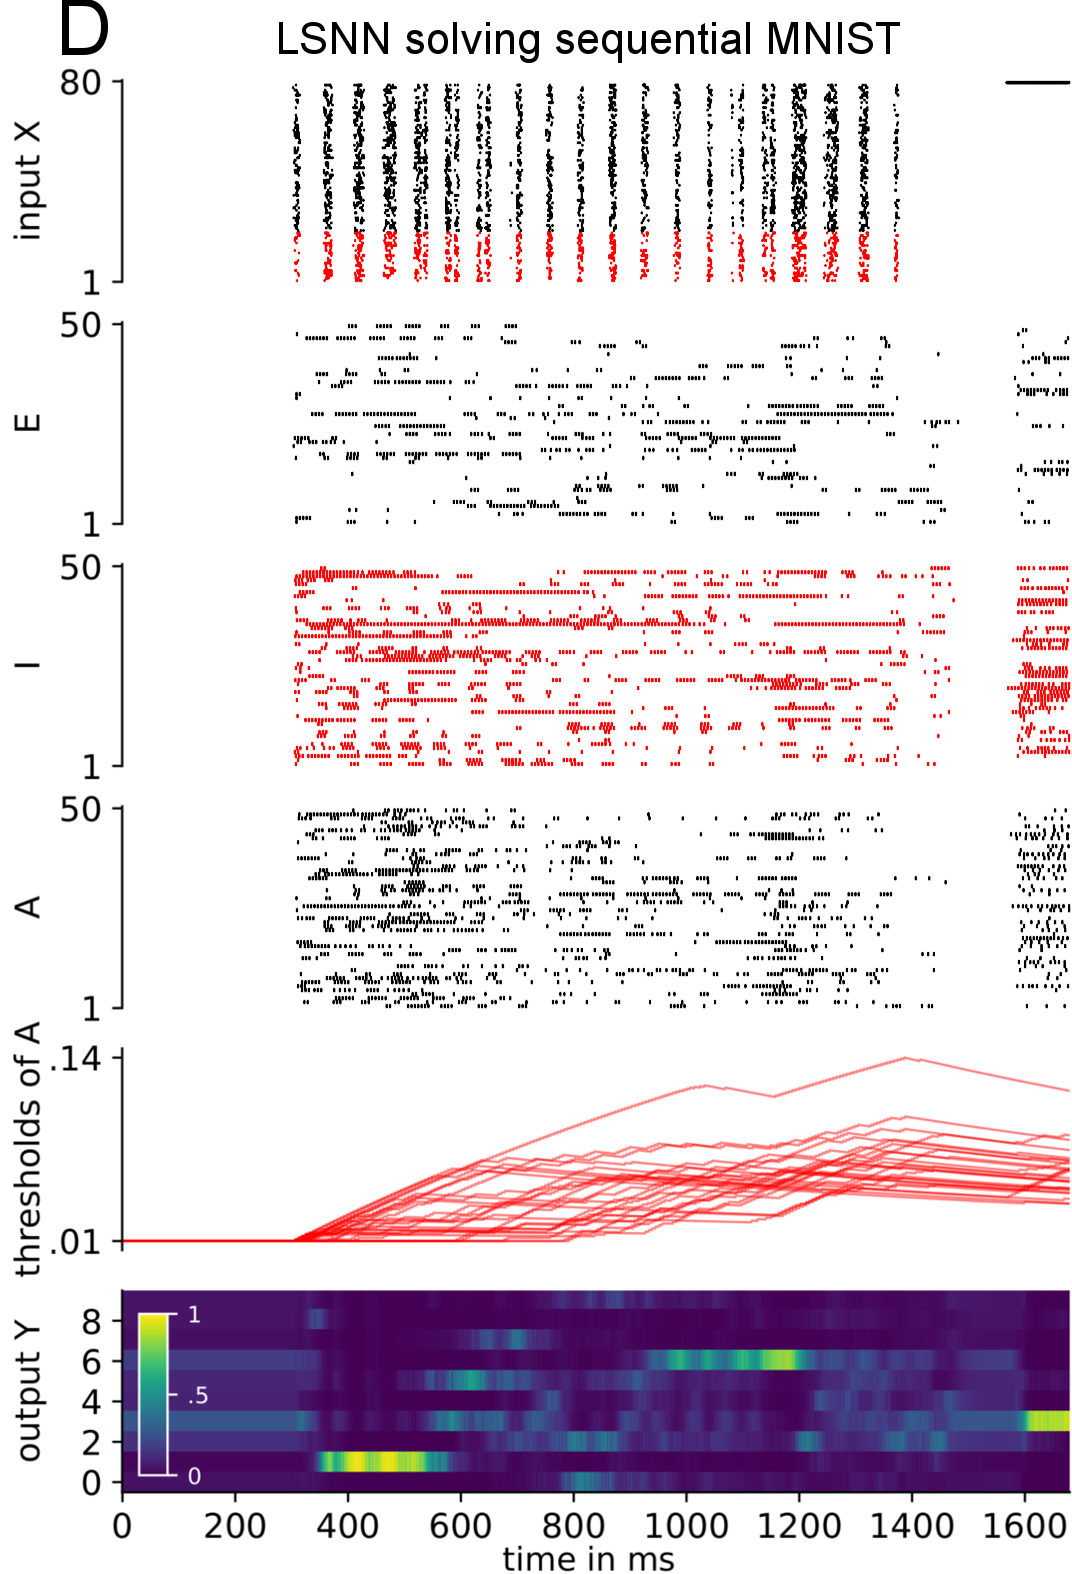 D
LSNN solving sequential MNIST
80
input X
1
50
E
1
50
I
1
50
A
1
.14
thresholds of A
.01
output Y
8
6
4
2
0
1
.5
0
0 200 400 600 800 1000 1200 1400 1600
time in ms